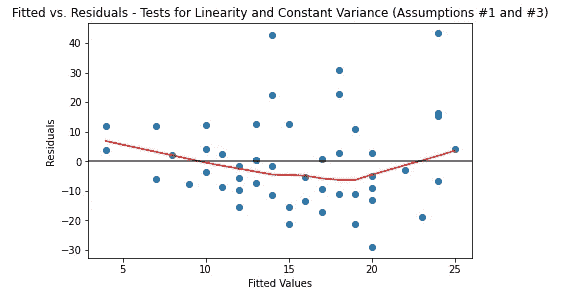 Fitted vs. Residuals - Tests for Linearity and Constant Variance (Assumptions #1 and #3)
40
30
20
10
0
−10
−20
−30
Residuals
5 10 15 20 25
Fitted Values